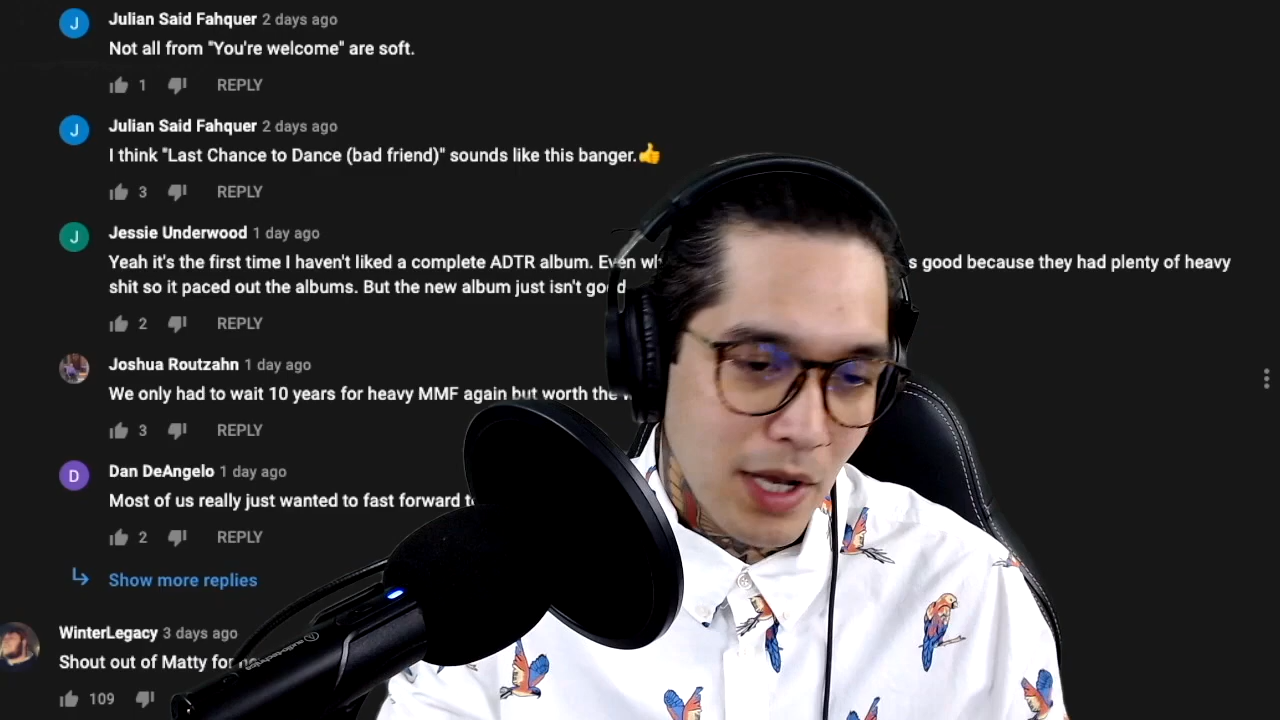 Julian Said Fahquer 2 days ago
Not all from "You're welcome" are soft.
1 REPLY
Julian Said Fahquer 2 days ago
I think "Last Chance to Dance (bad friend)" sounds like this banger.👍
3 REPLY
Jessie Underwood 1 day ago
Yeah it's the first time I haven't liked a complete ADTR album. Even good because they had plenty of heavy
shit so it paced out the albums. But the new album just isn't good
2 REPLY
Joshua Routzahn 1 day ago
We only had to wait 10 years for heavy MMF again but worth the
3 REPLY
Dan DeAngelo 1 day ago
Most of us really just wanted to fast forward
2 REPLY
Show more replies
WinterLegacy 3 days ago
Shout out of Matty for
109
audio-technica